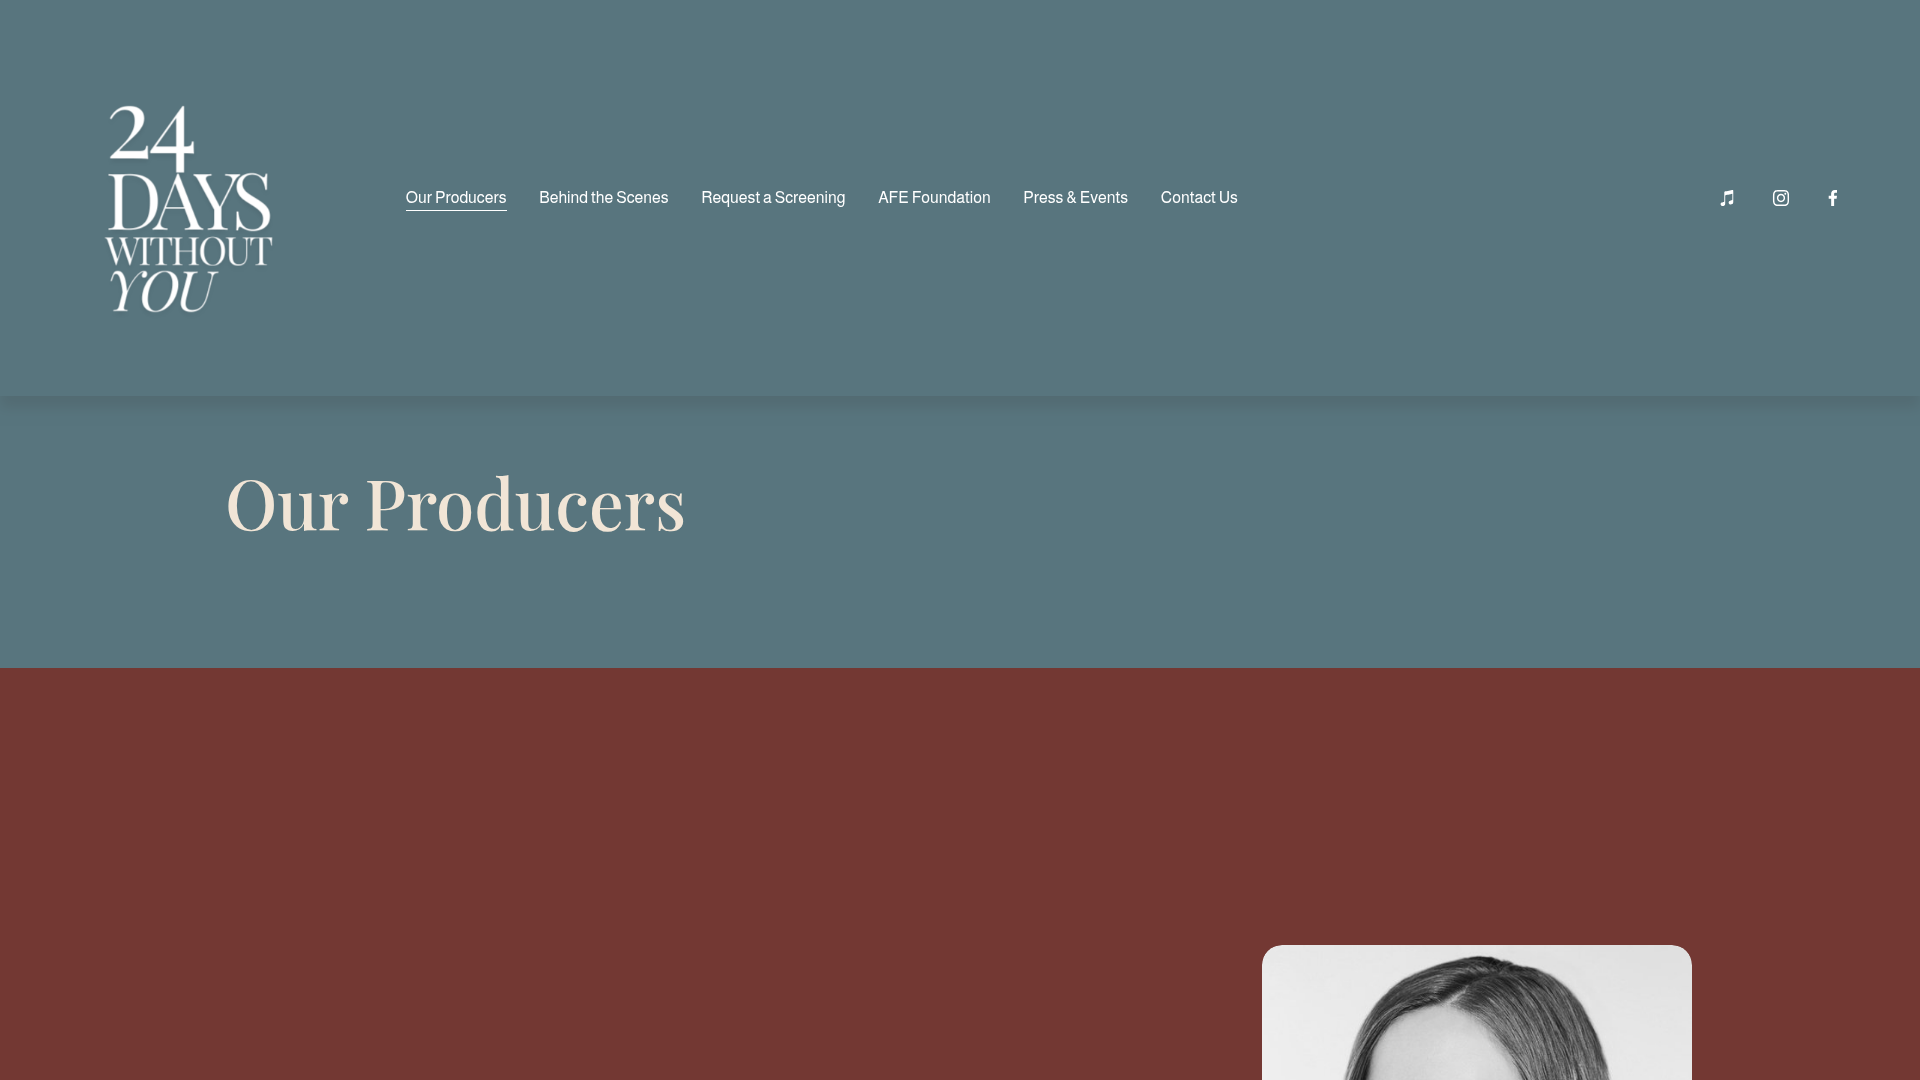 24
DAYS
WITHOUT
YOU
Our Producers
Behind the Scenes
Request a Screening
AFE Foundation
Press & Events
Contact Us
Our Producers